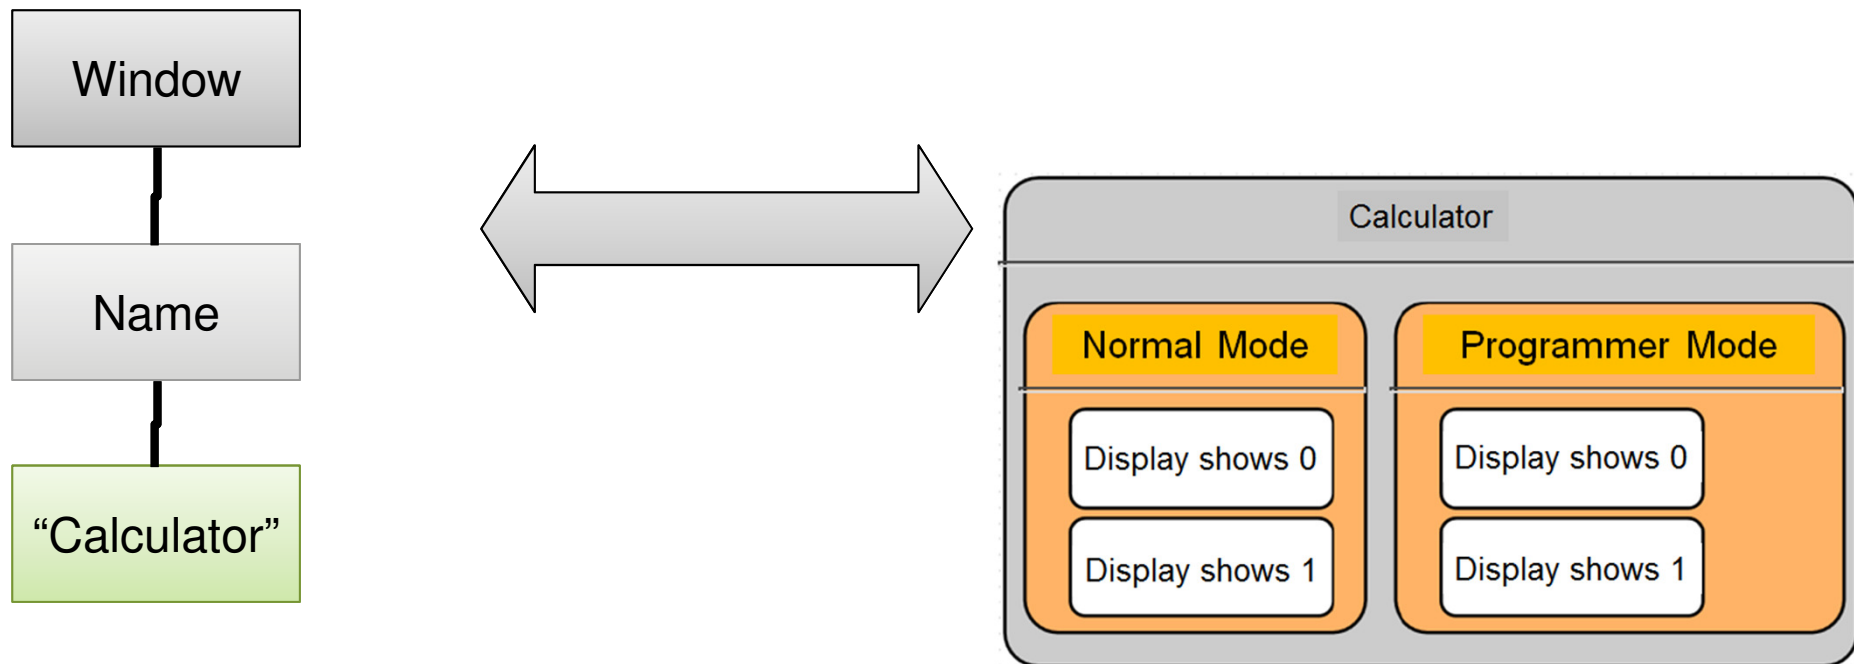 Window
Name
“Calculator”
Calculator
Normal Mode
Display shows 0
Display shows 1
Programmer Mode
Display shows 0
Display shows 1